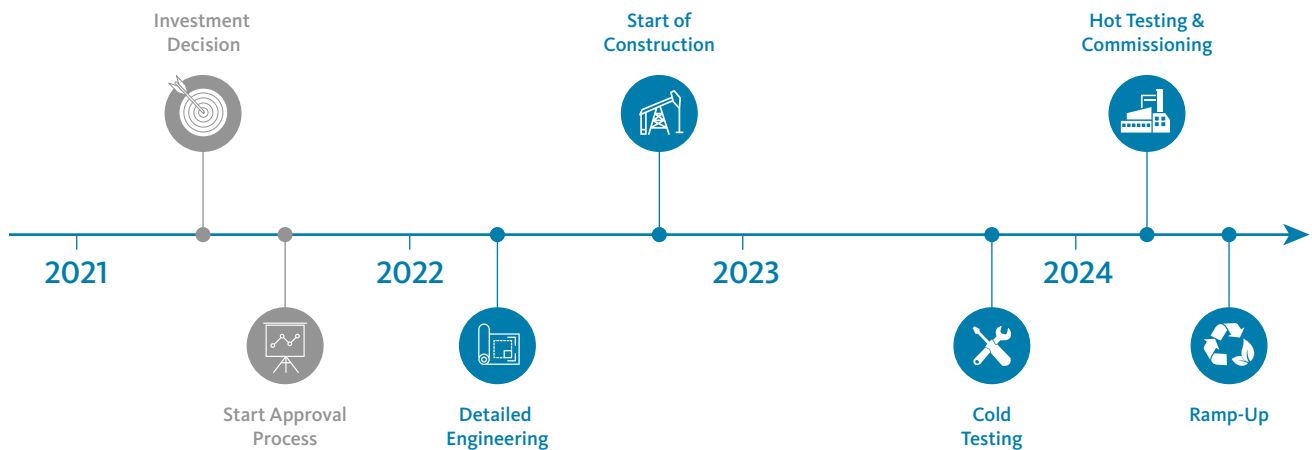 Investment
Decision
Start of
Construction
Hot Testing &
Commissioning
2021
2022
2023
2024
Start Approval
Process
Detailed
Engineering
Cold
Testing
Ramp-Up